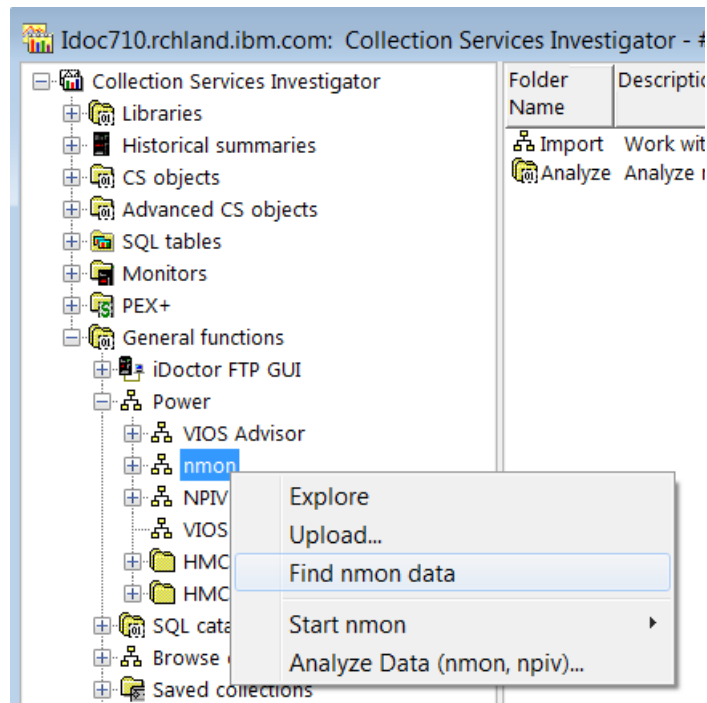 Idoc710.rchland.ibm.com: Collection Services Investigator - #
Collection Services Investigator
Libraries
Historical summaries
CS objects
Advanced CS objects
SQL tables
Monitors
PEX+
General functions
iDoctor FTP GUI
Power
VIOS Advisor
nmon
NPIV
VIOS
HMC
HMC
SQL cata
Browse
Saved collections
Folder
Name
Descriptic
Import Work wit
Analyze Analyze
Explore
Upload...
Find nmon data
Start nmon
Analyze Data (nmon, npiv)...